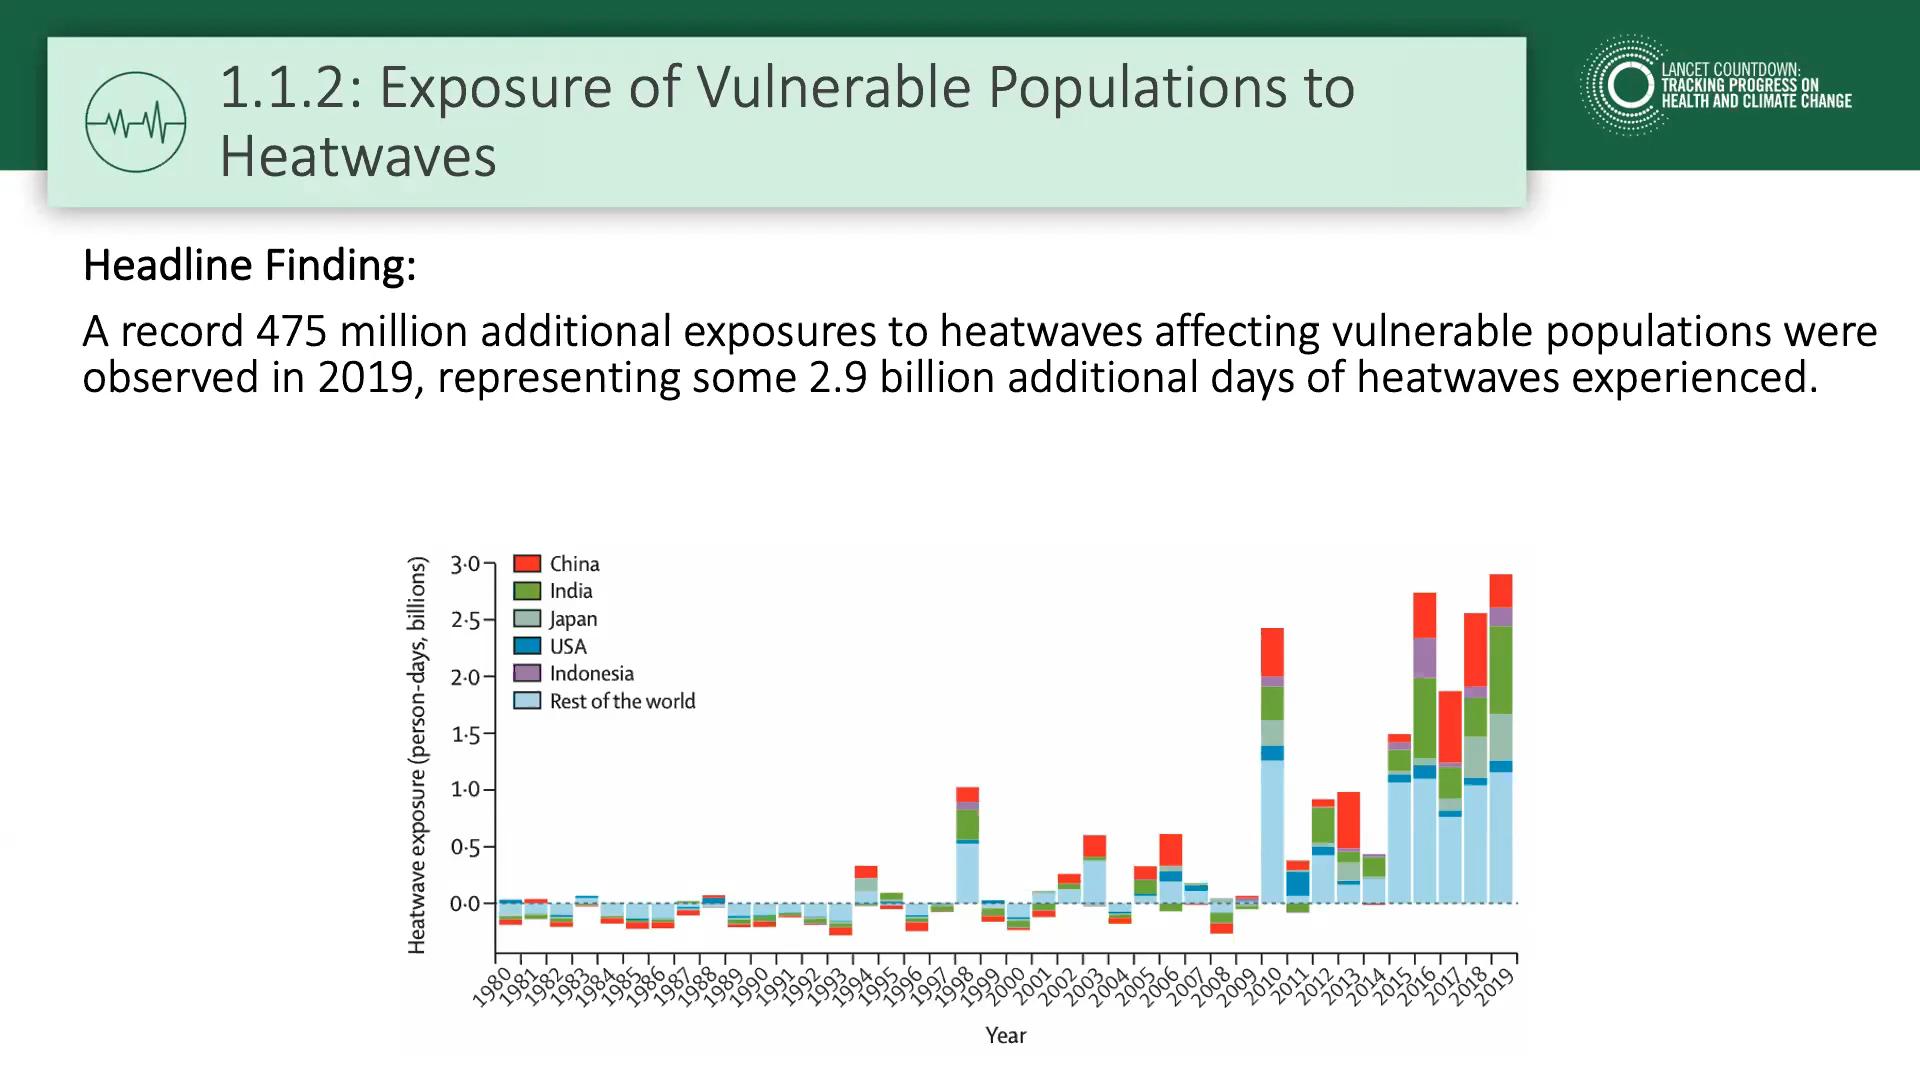 1.1.2: Exposure of Vulnerable Populations to
Heatwaves
LANCET COUNTDOWN:
TRACKING PROGRESS ON
HEALTH AND CLIMATE CHANGE
Headline Finding:
A record 475 million additional exposures to heatwaves affecting vulnerable populations were
observed in 2019, representing some 2.9 billion additional days of heatwaves experienced.
Heatwave exposure (person-days, billions)
3·0
2·5
2·0
1·5
1·0
0·5
0·0
China
India
Japan
USA
Indonesia
Rest of the world
1980 1981 1982 1983 1984 1985 1986 1987 1988 1989 1990 1991 1992 1993 1994 1995 1996 1997 1998 1999 2000 2001 2002 2003 2004 2005 2006 2007 2008 2009 2010 2011 2012 2013 2014 2015 2016 2017 2018 2019
Year